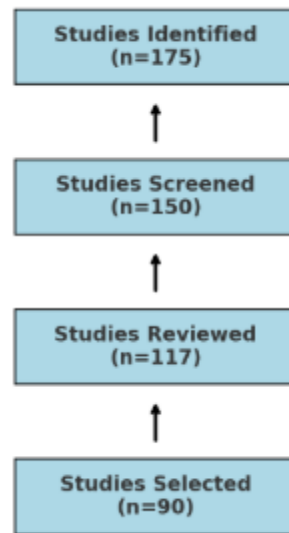 Studies Identified
(n=175)
Studies Screened
(n=150)
Studies Reviewed
(n=117)
Studies Selected
(n=90)